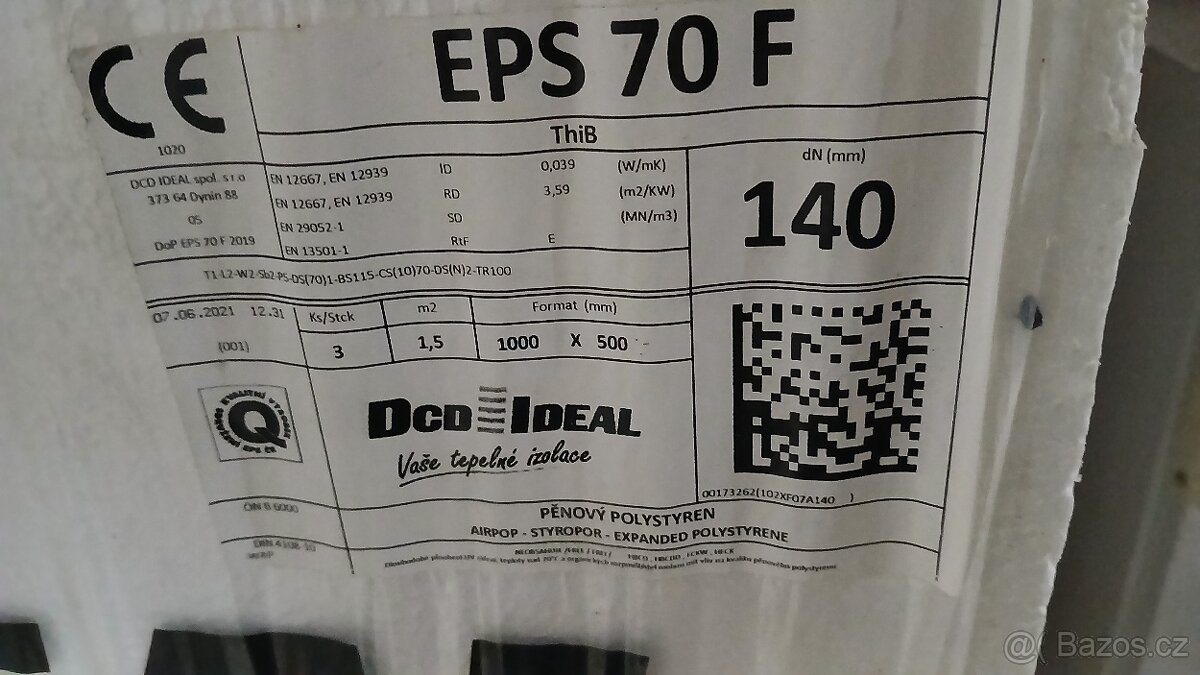 CE
EPS 70 F
1020
ThiB
DCD IDEAL spol. s r.o
373 64 Dynin 88
05
DoP EPS 70 F 2019
EN 12667, EN 12939 ID 0,039 (W/mK)
EN 12667, EN 12939 RD 3,59 (m2/KW)
EN 29052-1 SD (MN/m3)
EN 13501-1 RtF E
dN (mm)
140
T1-L2-W2-Sb2-P5-DS(70)1-BS115-CS(10)70-DS(N)2-TR100
07.06.2021 12.31
(001)
Ks/Stck m2 Format (mm)
3 1,5 1000 X 500
Q
DCD IDEAL
Vaše tepelné izolace
00173262(102XF07A140 )
PĚNOVÝ POLYSTYREN
AIRPOP - STYROPOR - EXPANDED POLYSTYRENE
@( Bazos.cz